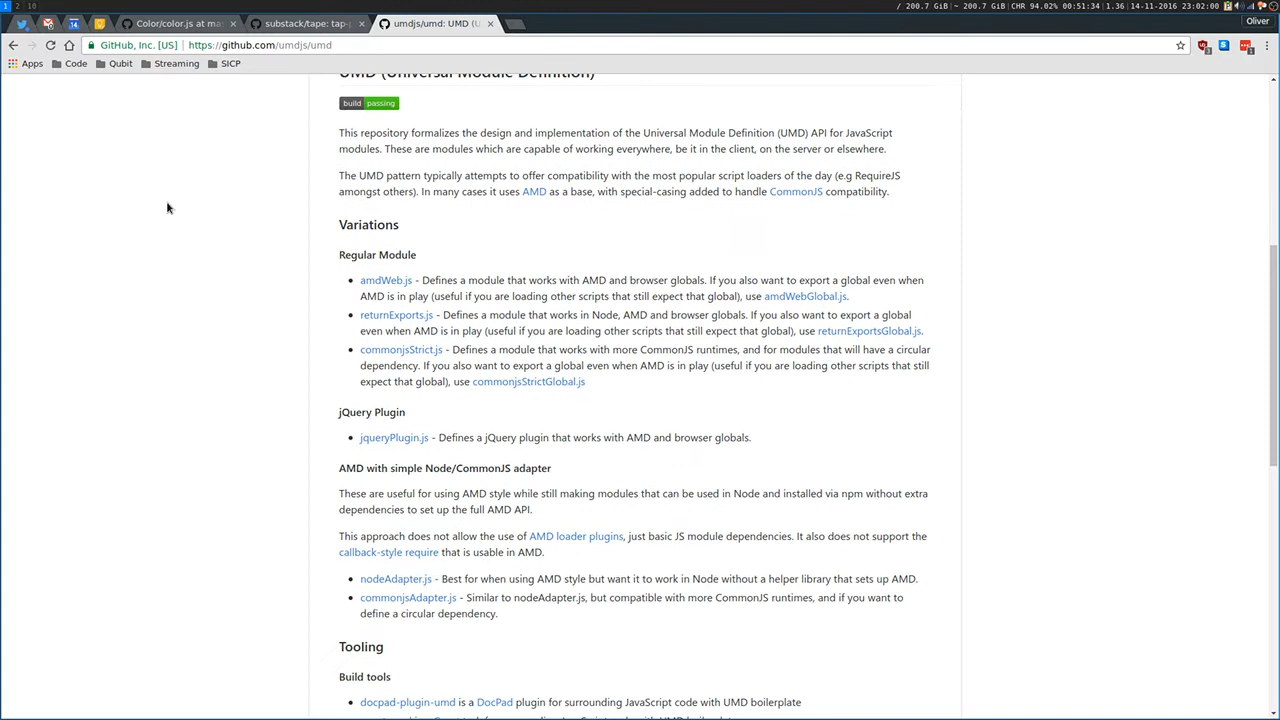 1 2 10
/ 200.7 GiB ~ 200.7 GiB CHR 94.02% 00:51:34 1.36 14-11-2016 23:02:00
Color/color.js at ma
substack/tape: tap-p
umdjs/umd: UMD (U
Oliver
GitHub, Inc. [US] https://github.com/umdjs/umd
Apps Code Qubit Streaming SICP
UMD (Universal Module Definition)
build passing
This repository formalizes the design and implementation of the Universal Module Definition (UMD) API for JavaScript
modules. These are modules which are capable of working everywhere, be it in the client, on the server or elsewhere.
The UMD pattern typically attempts to offer compatibility with the most popular script loaders of the day (e.g RequireJS
amongst others). In many cases it uses AMD as a base, with special-casing added to handle CommonJS compatibility.
Variations
Regular Module
• amdWeb.js - Defines a module that works with AMD and browser globals. If you also want to export a global even when
AMD is in play (useful if you are loading other scripts that still expect that global), use amdWebGlobal.js.
• returnExports.js - Defines a module that works in Node, AMD and browser globals. If you also want to export a global
even when AMD is in play (useful if you are loading other scripts that still expect that global), use returnExportsGlobal.js.
• commonjsStrict.js - Defines a module that works with more CommonJS runtimes, and for modules that will have a circular
dependency. If you also want to export a global even when AMD is in play (useful if you are loading other scripts that still
expect that global), use commonjsStrictGlobal.js
jQuery Plugin
• jqueryPlugin.js - Defines a jQuery plugin that works with AMD and browser globals.
AMD with simple Node/CommonJS adapter
These are useful for using AMD style while still making modules that can be used in Node and installed via npm without extra
dependencies to set up the full AMD API.
This approach does not allow the use of AMD loader plugins, just basic JS module dependencies. It also does not support the
callback-style require that is usable in AMD.
• nodeAdapter.js - Best for when using AMD style but want it to work in Node without a helper library that sets up AMD.
• commonjsAdapter.js - Similar to nodeAdapter.js, but compatible with more CommonJS runtimes, and if you want to
define a circular dependency.
Tooling
Build tools
• docpad-plugin-umd is a DocPad plugin for surrounding JavaScript code with UMD boilerplate